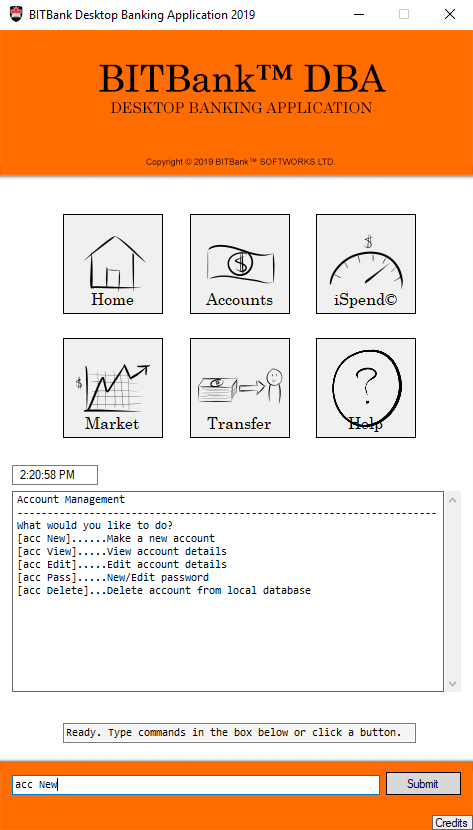 BITBank Desktop Banking Application 2019
BITBank™ DBA
DESKTOP BANKING APPLICATION
Copyright © 2019 BITBank™ SOFTWORKS LTD.
$
Home
Accounts
iSpend©
$
Market
Transfer
?
Help
2:20:58 PM
Account Management
----------------------------------------------------------------------
What would you like to do?
[acc New]......Make a new account
[acc View].....View account details
[acc Edit].....Edit account details
[acc Pass].....New/Edit password
[acc Delete]...Delete account from local database
Ready. Type commands in the box below or click a button.
acc New
Submit
Credits